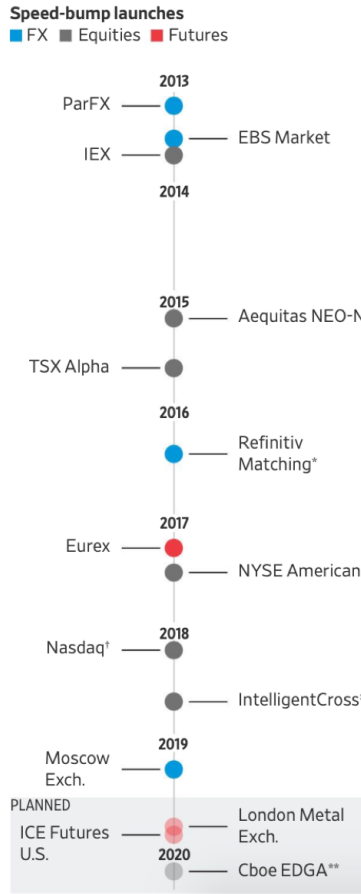 Speed-bump launches
FX Equities Futures
2013
ParFX
EBS Market
IEX
2014
2015
Aequitas NEO-N
TSX Alpha
2016
Refinitiv
Matching*
2017
Eurex
NYSE American
2018
Nasdaq†
IntelligentCross
2019
Moscow
Exch.
PLANNED
London Metal
Exch.
ICE Futures
U.S.
2020
Cboe EDGA**